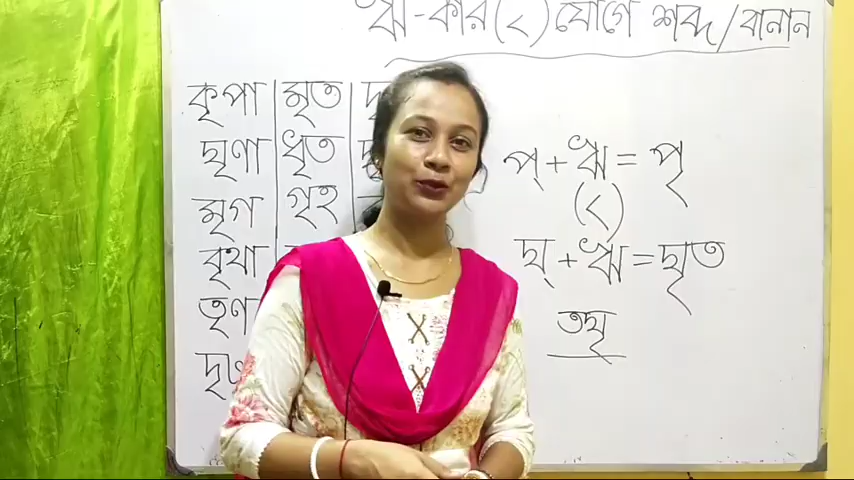 ঋ-কার (ৃ) যোগে শব্দ/বানান
কৃপা | মৃত
ঘৃণা | ধৃত
মৃগ | গৃহ
বৃথা
তৃণ
প্ + ঋ = পৃ
(ৃ)
ঘ্ + ঋ = ঘৃত